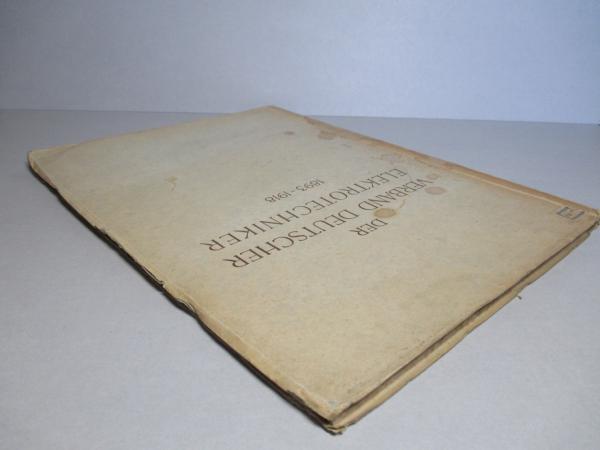 DER
VERBAND DEUTSCHER
ELEKTROTECHNIKER
1893-1918